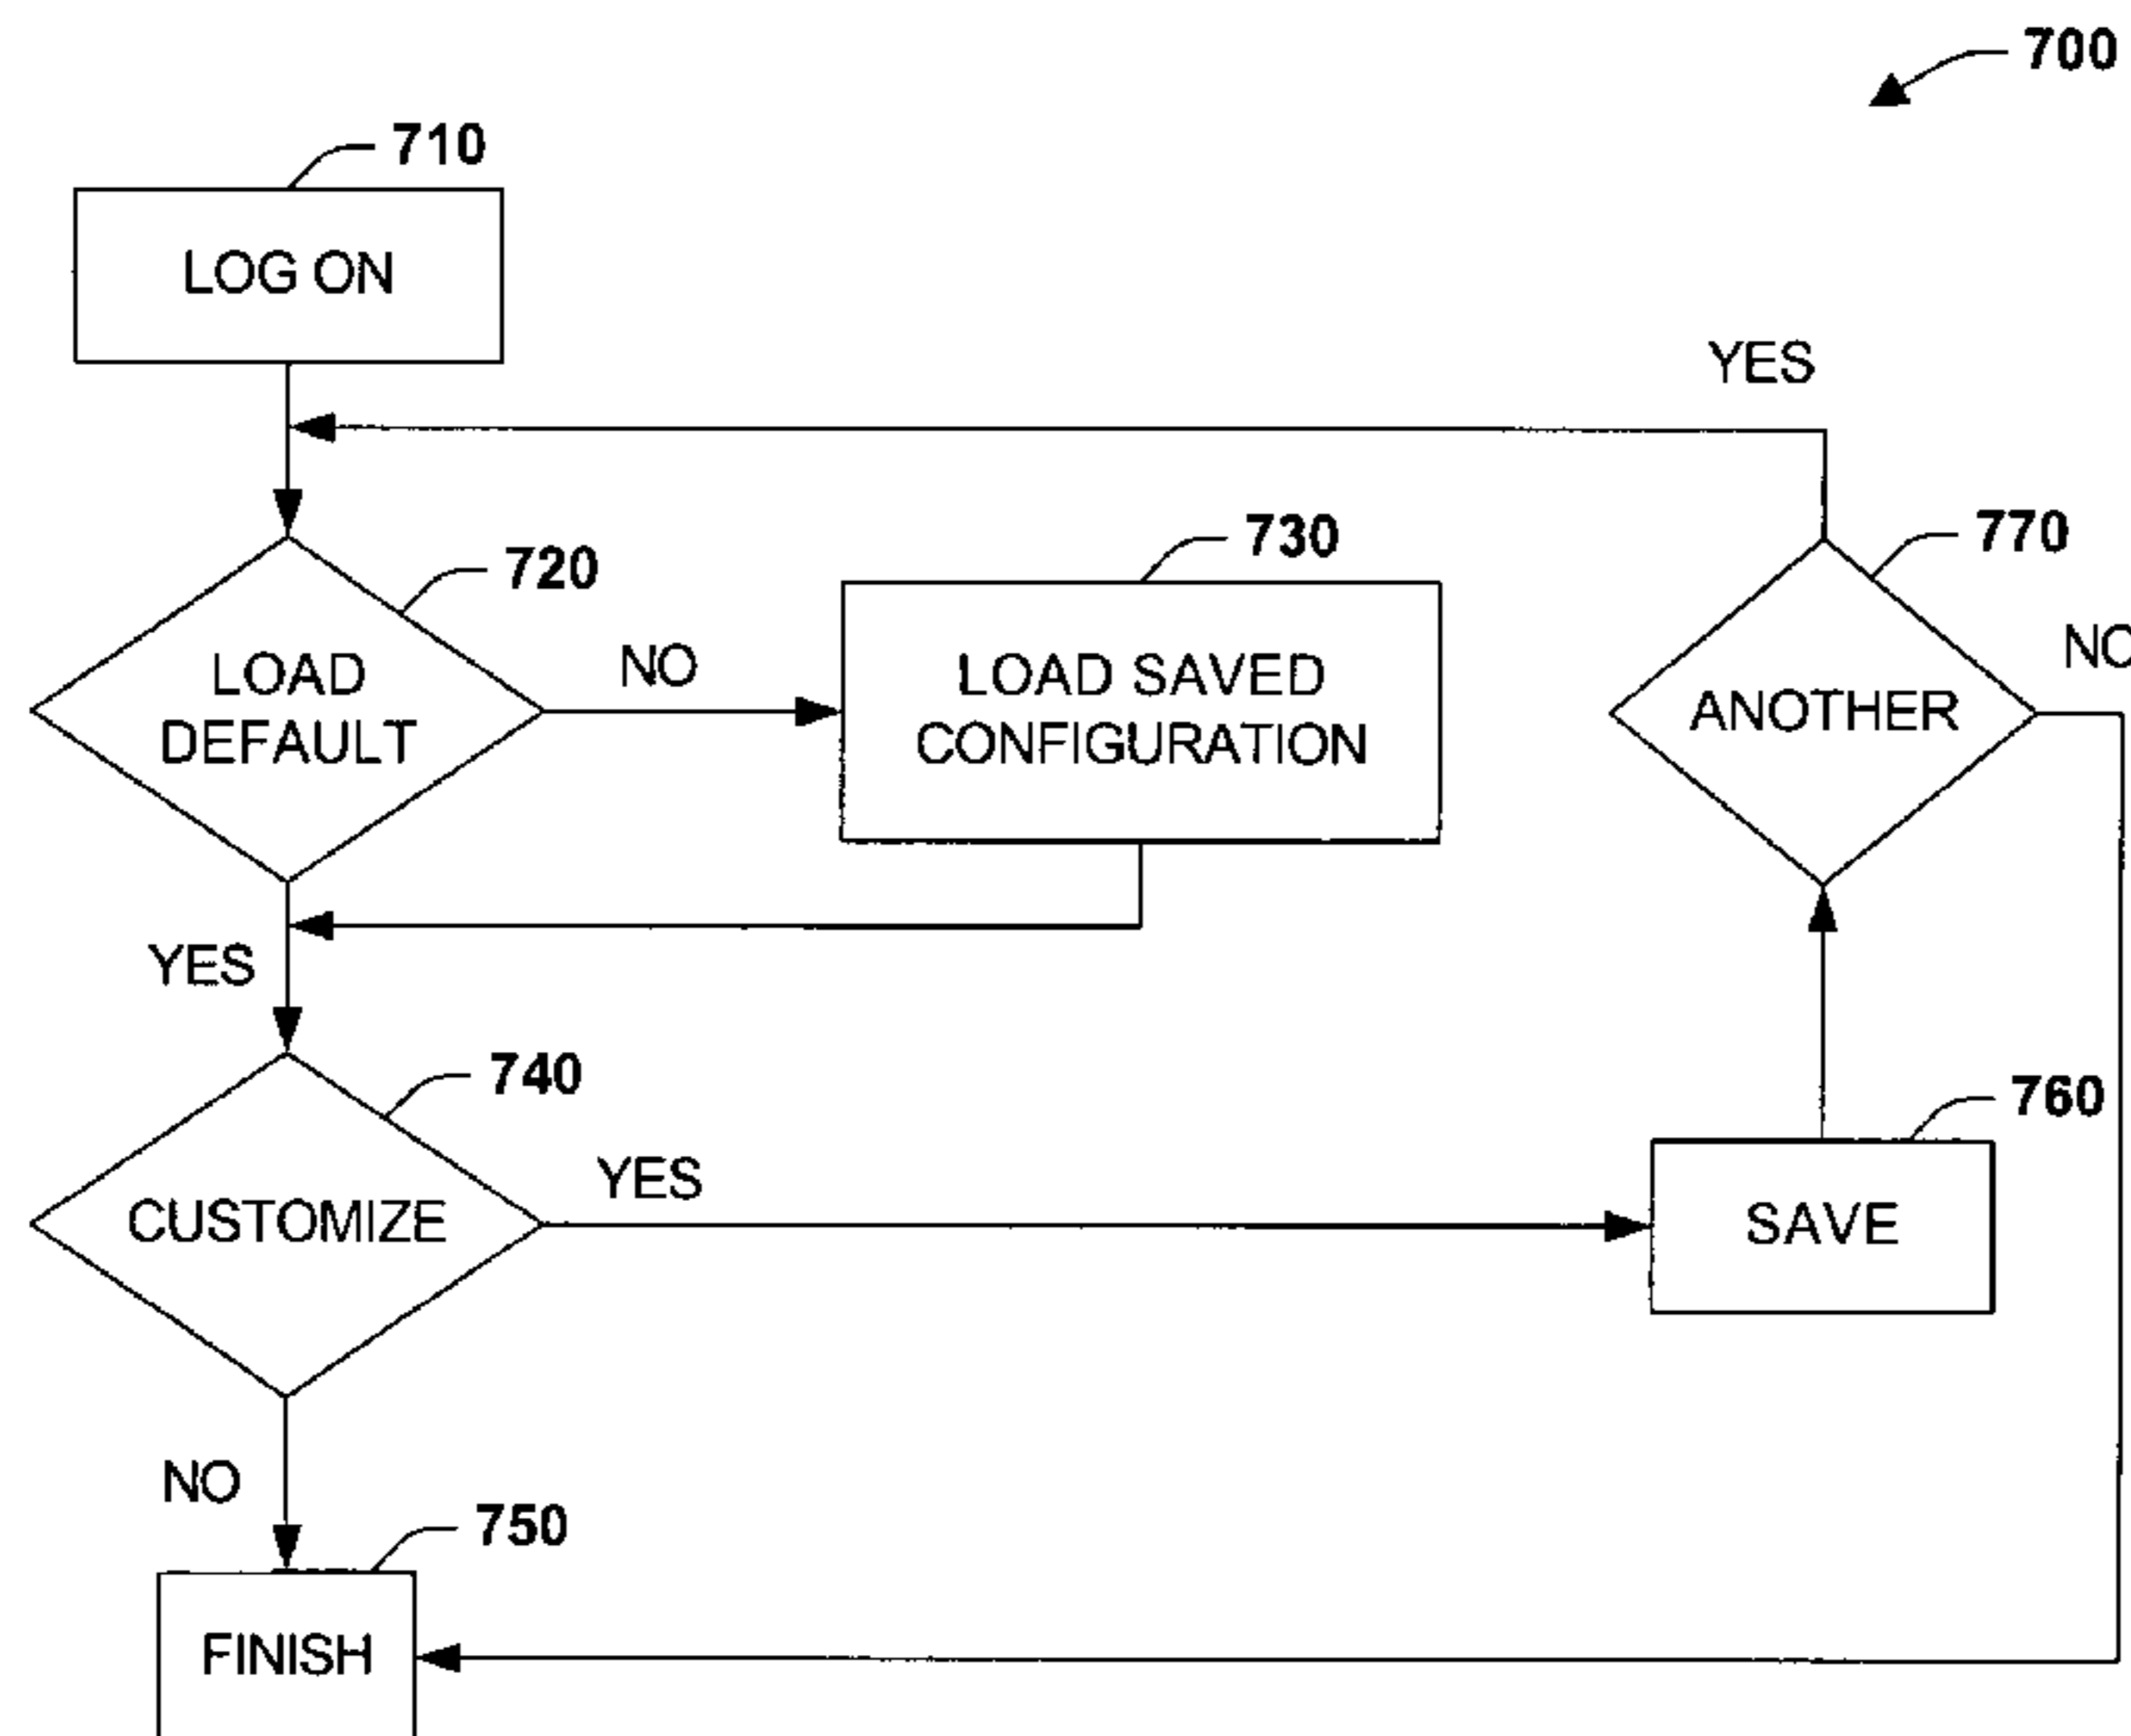 700
710
LOG ON
YES
720
730
770
LOAD
DEFAULT
NO
LOAD SAVED
CONFIGURATION
ANOTHER
NO
YES
740
760
CUSTOMIZE
YES
SAVE
NO
750
FINISH